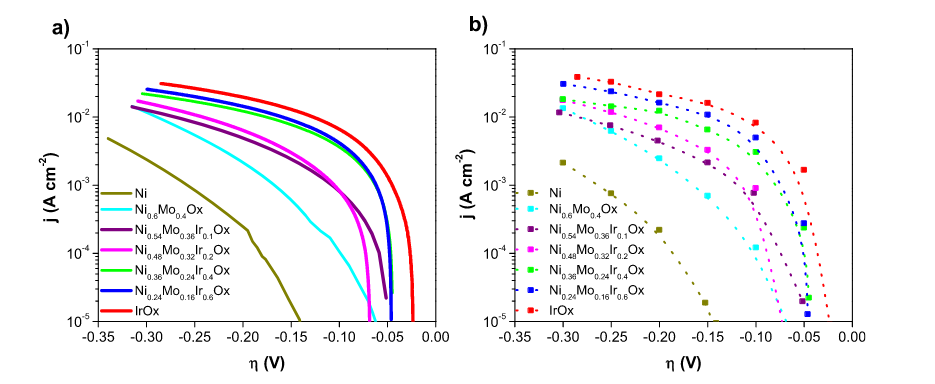 a)
10⁻¹
10⁻²
10⁻³
10⁻⁴
10⁻⁵
j (A cm⁻²)
Ni
Ni₀.₆Mo₀.₄Ox
Ni₀.₅₄Mo₀.₃₆Ir₀.₁Ox
Ni₀.₄₈Mo₀.₃₂Ir₀.₂Ox
Ni₀.₃₆Mo₀.₂₄Ir₀.₄Ox
Ni₀.₂₄Mo₀.₁₆Ir₀.₆Ox
IrOx
-0.35 -0.30 -0.25 -0.20 -0.15 -0.10 -0.05 0.00
η (V)
b)
10⁻¹
10⁻²
10⁻³
10⁻⁴
10⁻⁵
j (A cm⁻²)
Ni
Ni₀.₆Mo₀.₄Ox
Ni₀.₅₄Mo₀.₃₆Ir₀.₁
Ni₀.₄₈Mo₀.₃₂Ir₀.₂
Ni₀.₃₆Mo₀.₂₄Ir₀.₄Ox
Ni₀.₂₄Mo₀.₁₆Ir₀.₆Ox
IrOx
-0.35 -0.30 -0.25 -0.20 -0.15 -0.10 -0.05 0.00
η (V)